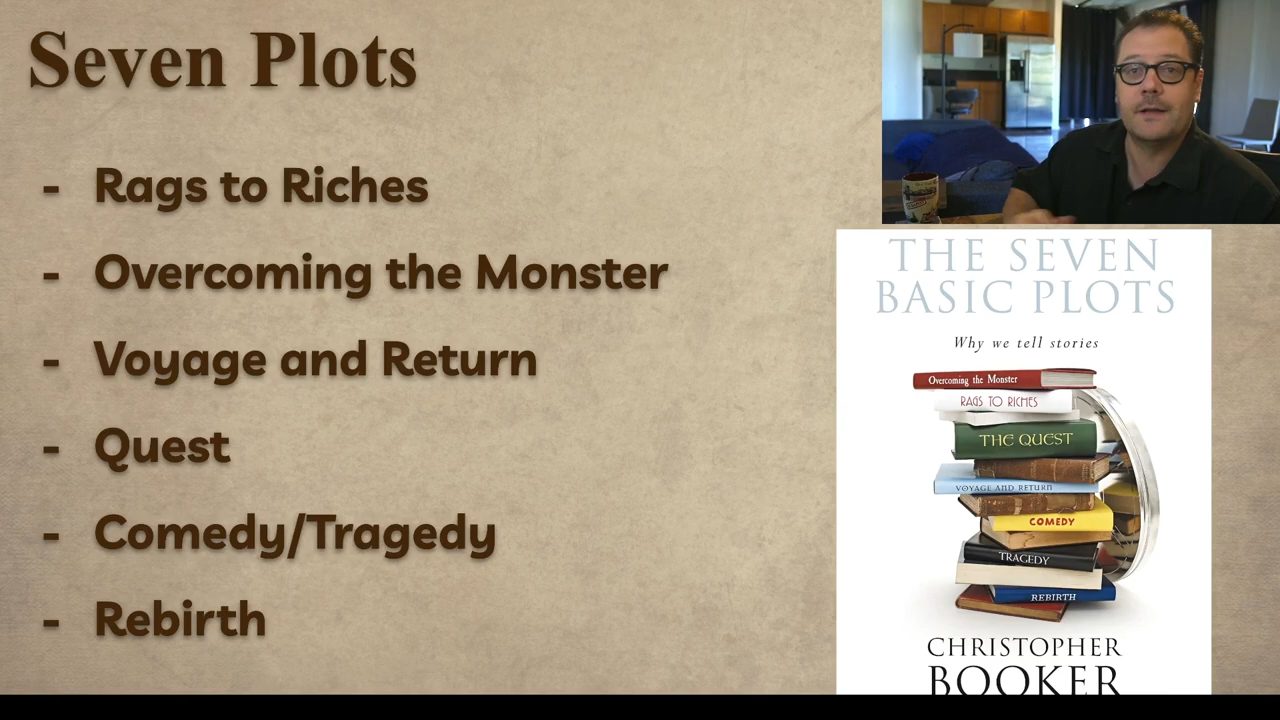 Seven Plots
- Rags to Riches
- Overcoming the Monster
- Voyage and Return
- Quest
- Comedy/Tragedy
- Rebirth
THE SEVEN
BASIC PLOTS
Why we tell stories
Overcoming the Monster
RAGS TO RICHES
THE QUEST
VOYAGE AND RETURN
COMEDY
TRAGEDY
REBIRTH
CHRISTOPHER
BOOKER